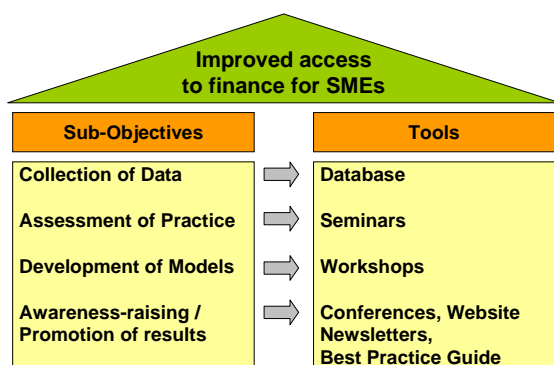 Improved access
to finance for SMEs
Sub-Objectives
Tools
Collection of Data
Database
Assessment of Practice
Seminars
Development of Models
Workshops
Awareness-raising /
Promotion of results
Conferences, Website
Newsletters,
Best Practice Guide